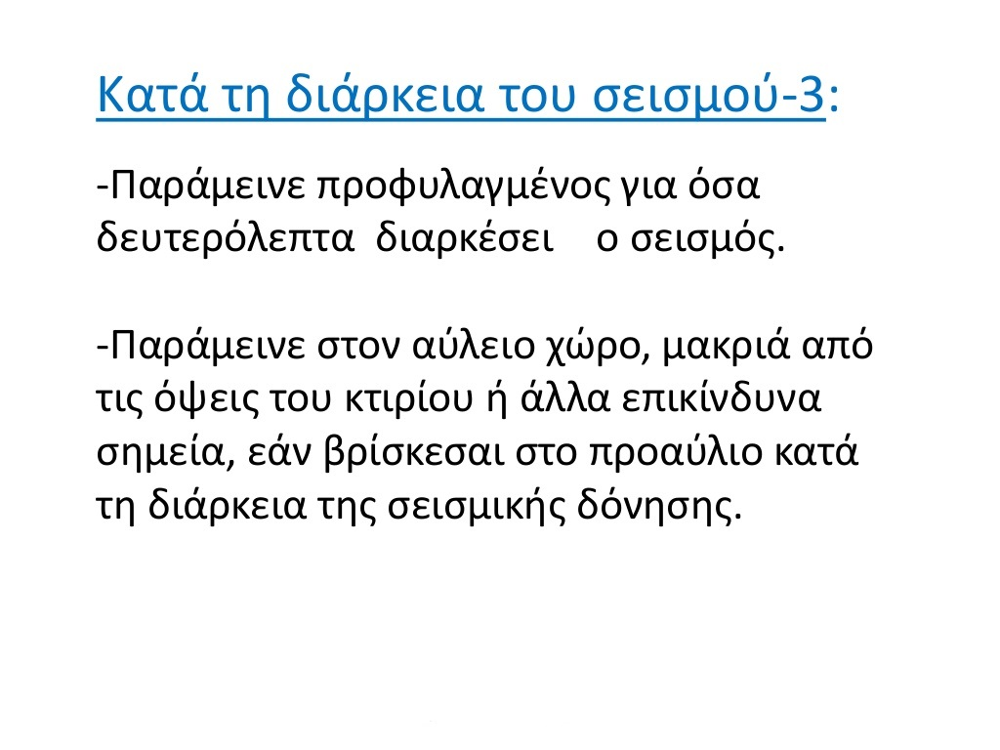 Κατά τη διάρκεια του σεισμού-3:
-Παράμεινε προφυλαγμένος για όσα
δευτερόλεπτα  διαρκέσει    ο σεισμός.
-Παράμεινε στον αύλειο χώρο, μακριά από
τις όψεις του κτιρίου ή άλλα επικίνδυνα
σημεία, εάν βρίσκεσαι στο προαύλιο κατά
τη διάρκεια της σεισμικής δόνησης.